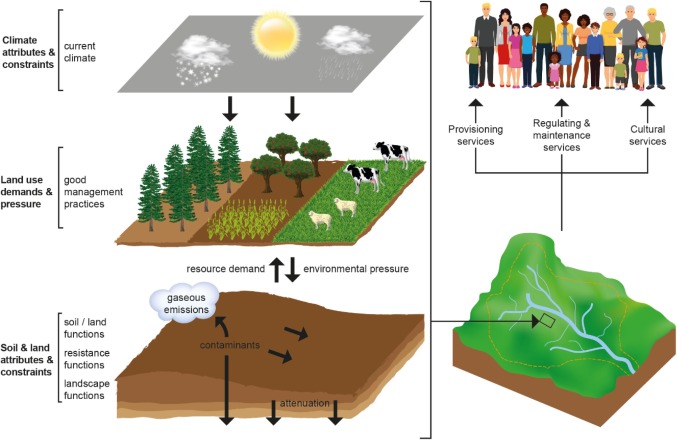 Climate
attributes &
constraints
current
climate
Land use
demands &
pressure
good
management
practices
resource demand
environmental pressure
gaseous
emissions
Soil & land
attributes &
constraints
soil / land
functions
resistance
functions
landscape
functions
contaminants
attenuation
Provisioning
services
Regulating &
maintenance
services
Cultural
services